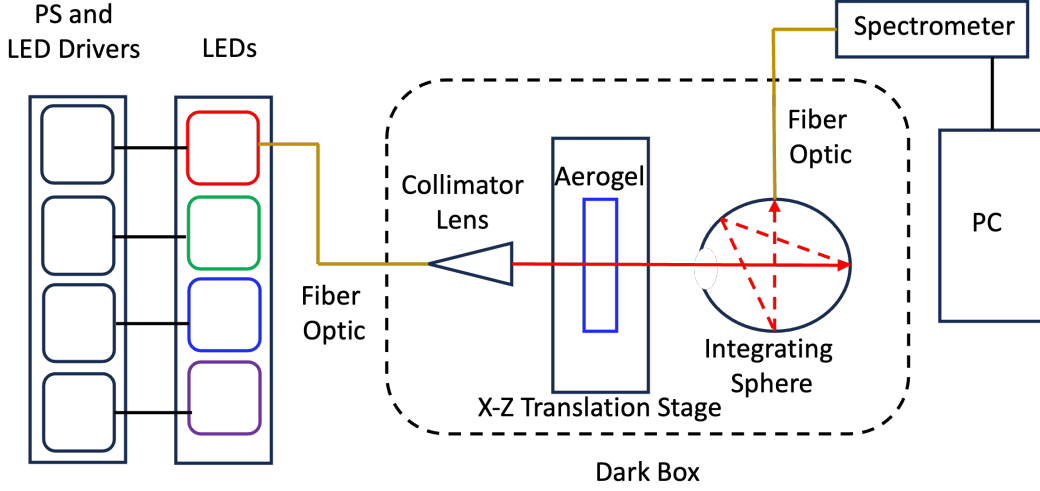 PS and
LED Drivers
LEDs
Spectrometer
Fiber
Optic
Collimator
Lens
Aerogel
PC
Fiber
Optic
Integrating
Sphere
X-Z Translation Stage
Dark Box